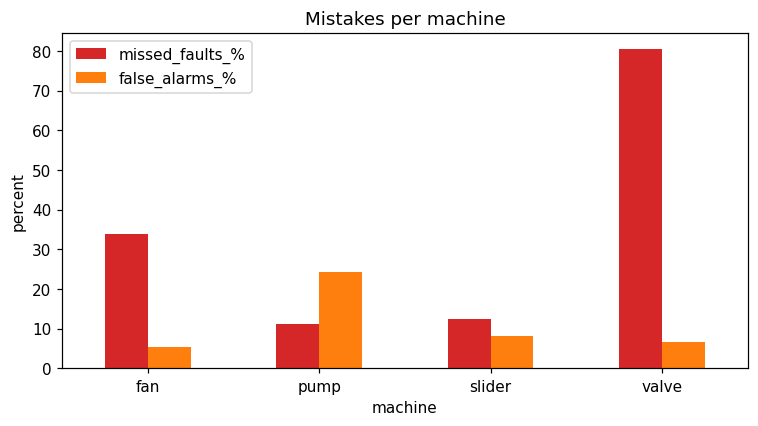 Mistakes per machine
missed_faults_%
false_alarms_%
percent
80
70
60
50
40
30
20
10
0
fan pump slider valve
machine